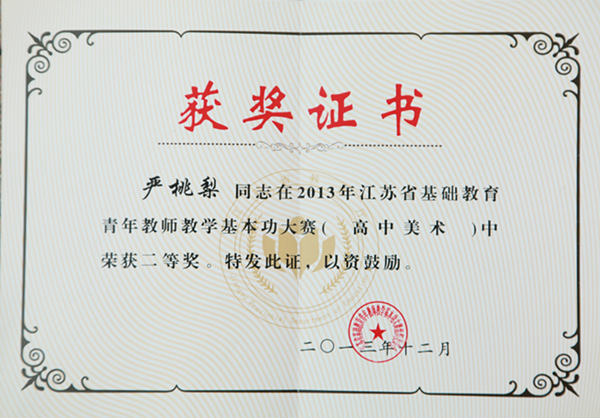 获奖证书
严桃梨 同志在2013年江苏省基础教育
青年教师教学基本功大赛( 高中美术 )中
荣获二等奖。特发此证，以资鼓励。
二〇一三年十二月